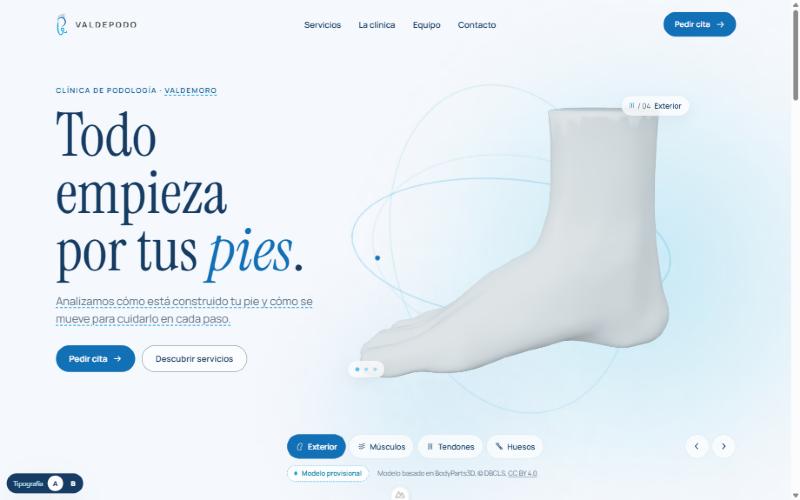 VALDEPODO
Servicios
La clínica
Equipo
Contacto
Pedir cita
CLÍNICA DE PODOLOGÍA · VALDEMORO
/ 04 Exterior
Todo
empieza
por tus pies.
Analizamos cómo está construido tu pie y cómo se
mueve para cuidarlo en cada paso.
Pedir cita
Descubrir servicios
Exterior
Músculos
Tendones
Huesos
Modelo provisional
Modelo basado en BodyParts3D, © DBCLS, CC BY 4.0
Tipografía A B